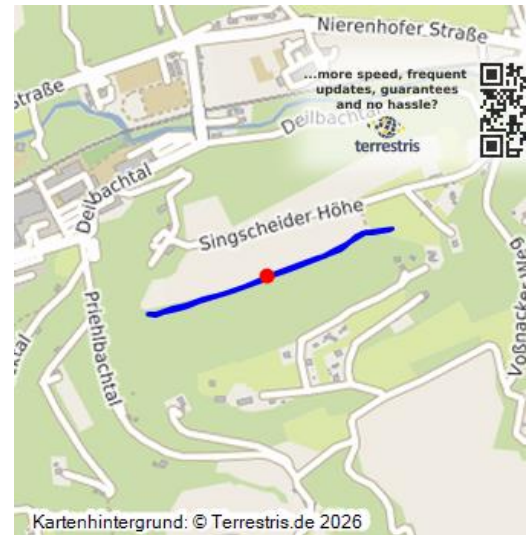 Nierenhofer Straße
...more speed, frequent
updates, guarantees
and no hassle?
terrestris
straße
Deilbachtal
Deilbachtal
Singscheider Höhe
Voßnacker Weg
Priehlbachtal
Kartenhintergrund: © Terrestris.de 2026